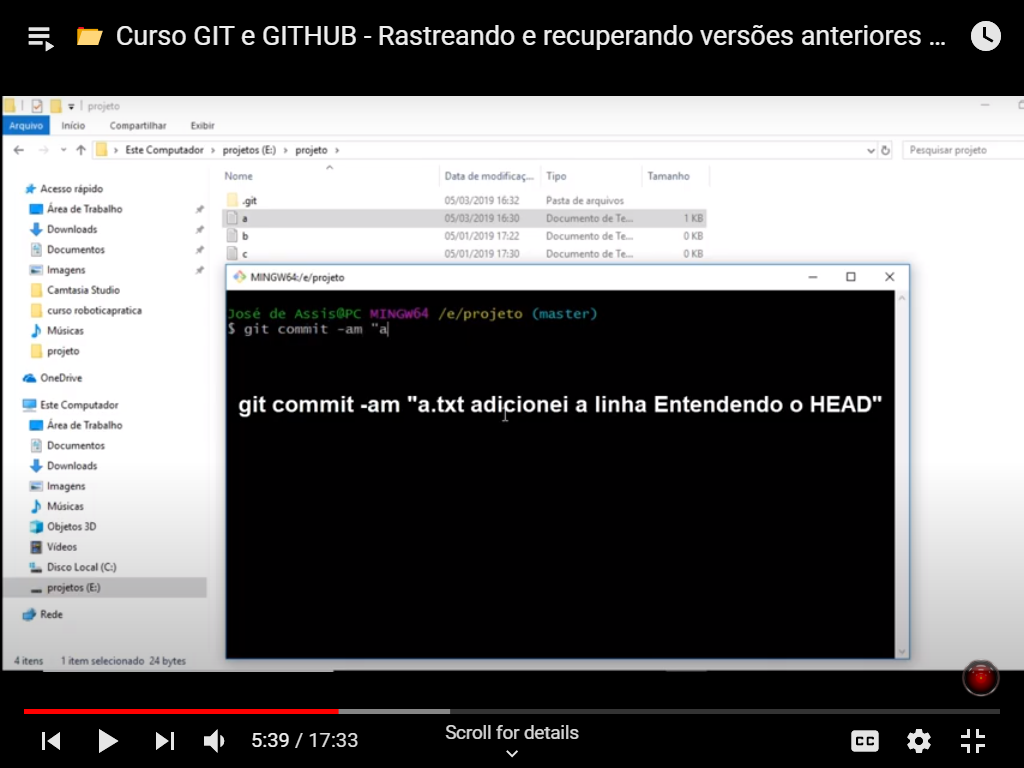 Curso GIT e GITHUB - Rastreando e recuperando versões anteriores ...
projeto
Arquivo Início Compartilhar Exibir
Este Computador › projetos (E:) › projeto ›
Pesquisar projeto
Nome Data de modificaç... Tipo Tamanho
.git 05/03/2019 16:32 Pasta de arquivos
a 05/03/2019 16:30 Documento de Te... 1 KB
b 05/01/2019 17:22 Documento de Te... 0 KB
c 05/01/2019 17:30 Documento de Te... 0 KB
Acesso rápido
Área de Trabalho
Downloads
Documentos
Imagens
Camtasia Studio
curso roboticapratica
Músicas
projeto
OneDrive
Este Computador
Área de Trabalho
Documentos
Downloads
Imagens
Músicas
Objetos 3D
Vídeos
Disco Local (C:)
projetos (E:)
Rede
4 itens 1 item selecionado 24 bytes
MINGW64:/e/projeto
José de Assis@PC MINGW64 /e/projeto (master)
$ git commit -am "a
git commit -am "a.txt adicionei a linha Entendendo o HEAD"
5:39 / 17:33
Scroll for details
CC